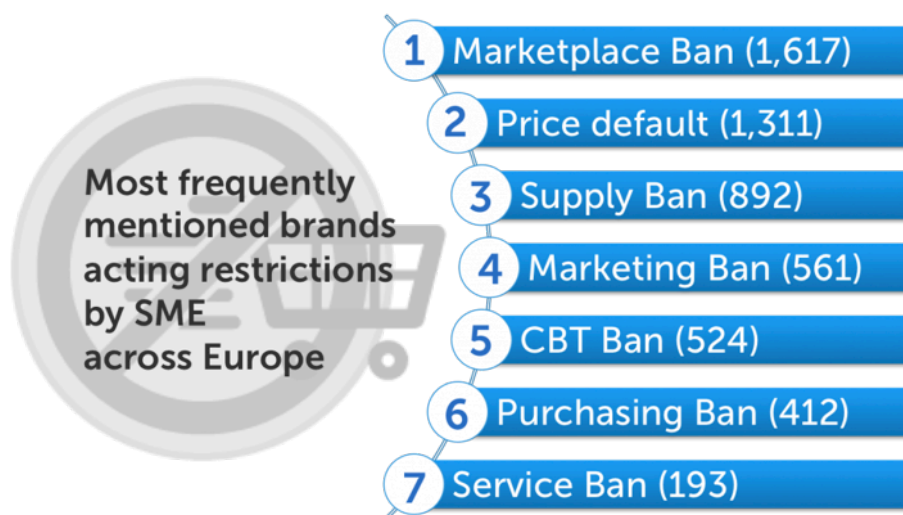 Most frequently
mentioned brands
acting restrictions
by SME
across Europe
1 Marketplace Ban (1,617)
2 Price default (1,311)
3 Supply Ban (892)
4 Marketing Ban (561)
5 CBT Ban (524)
6 Purchasing Ban (412)
7 Service Ban (193)